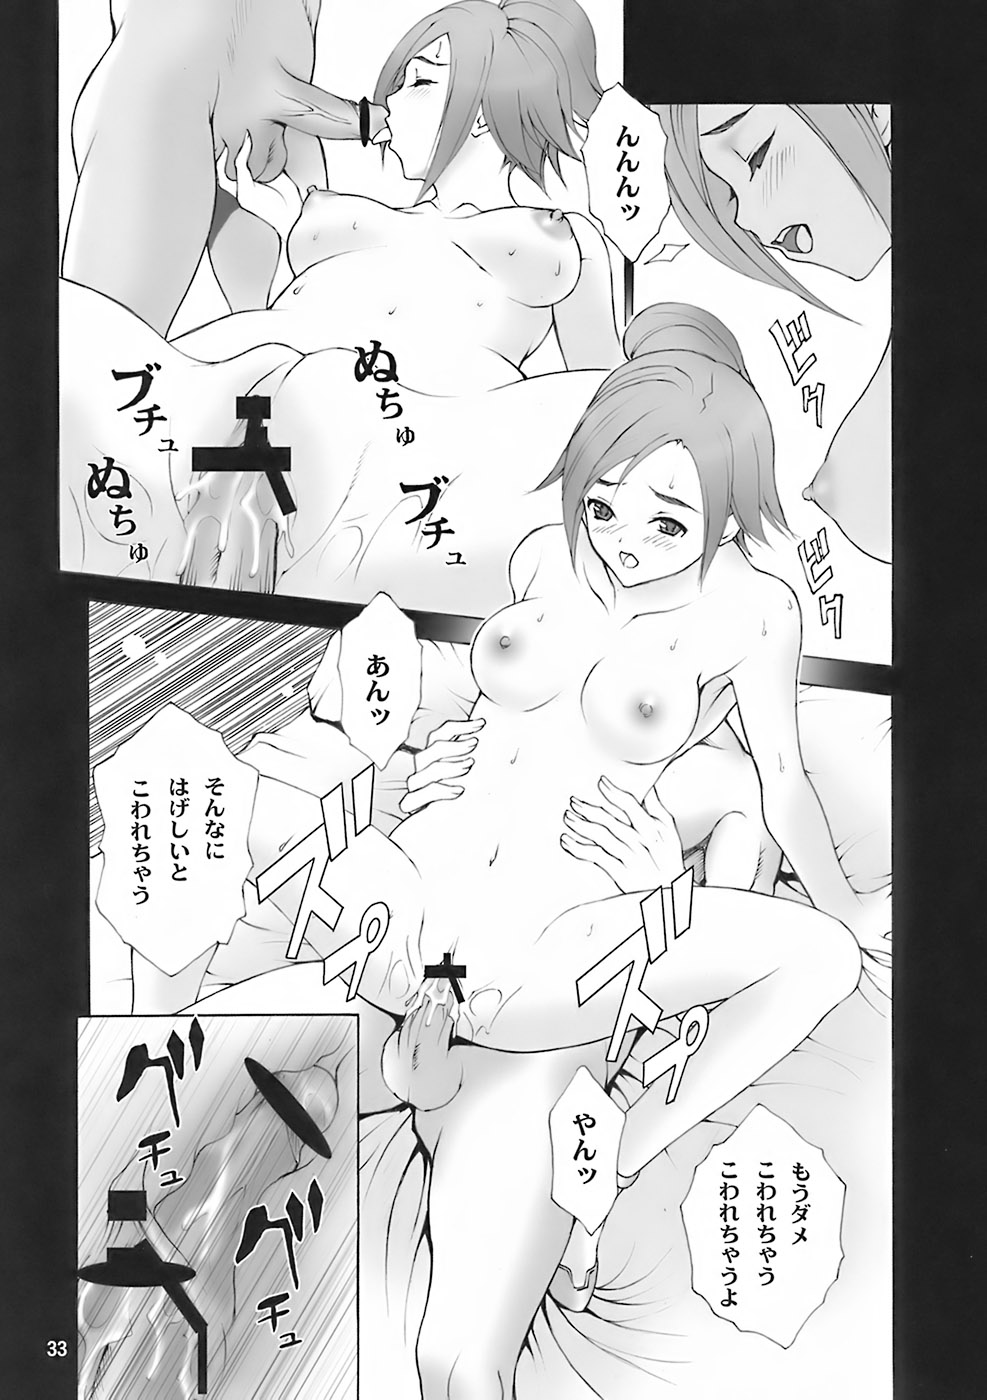 んんんッ
ビクッ
ビクッ
ぬちゅ
ブチュ
ぬちゅ
ブチュ
あんッ
そんなに
はげしいと
こわれちゃう
ズパ
ズパ
やんッ
もうダメ
こわれちゃう
こわれちゃうよ
グチュ
グチュ
33